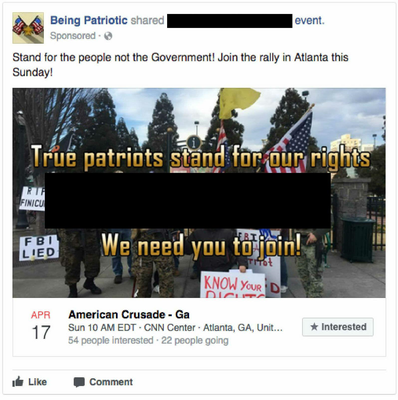 Being Patriotic shared event.
Sponsored ·
Stand for the people not the Government! Join the rally in Atlanta this
Sunday!
True patriots stand for our rights
FINICU
FBI
LIED
We need you to join!
KNOW YOUR
APR
17
American Crusade - Ga
Sun 10 AM EDT · CNN Center · Atlanta, GA, Unit...
54 people interested · 22 people going
★ Interested
Like
Comment